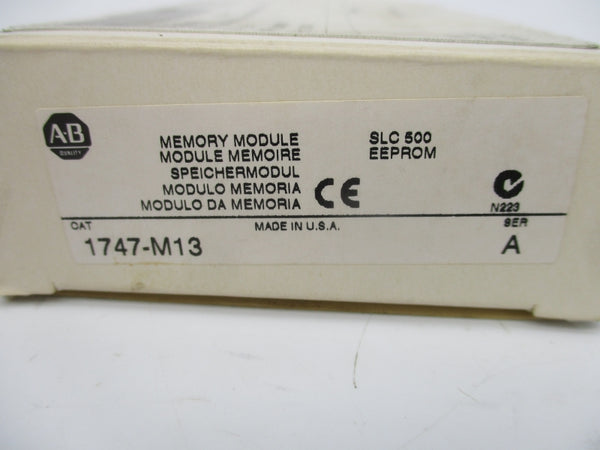 A-B
QUALITY
MEMORY MODULE
MODULE MEMOIRE
SPEICHERMODUL
MODULO MEMORIA
MODULO DA MEMORIA
CE
SLC 500
EEPROM
N223
CAT
MADE IN U.S.A.
SER
1747-M13
A